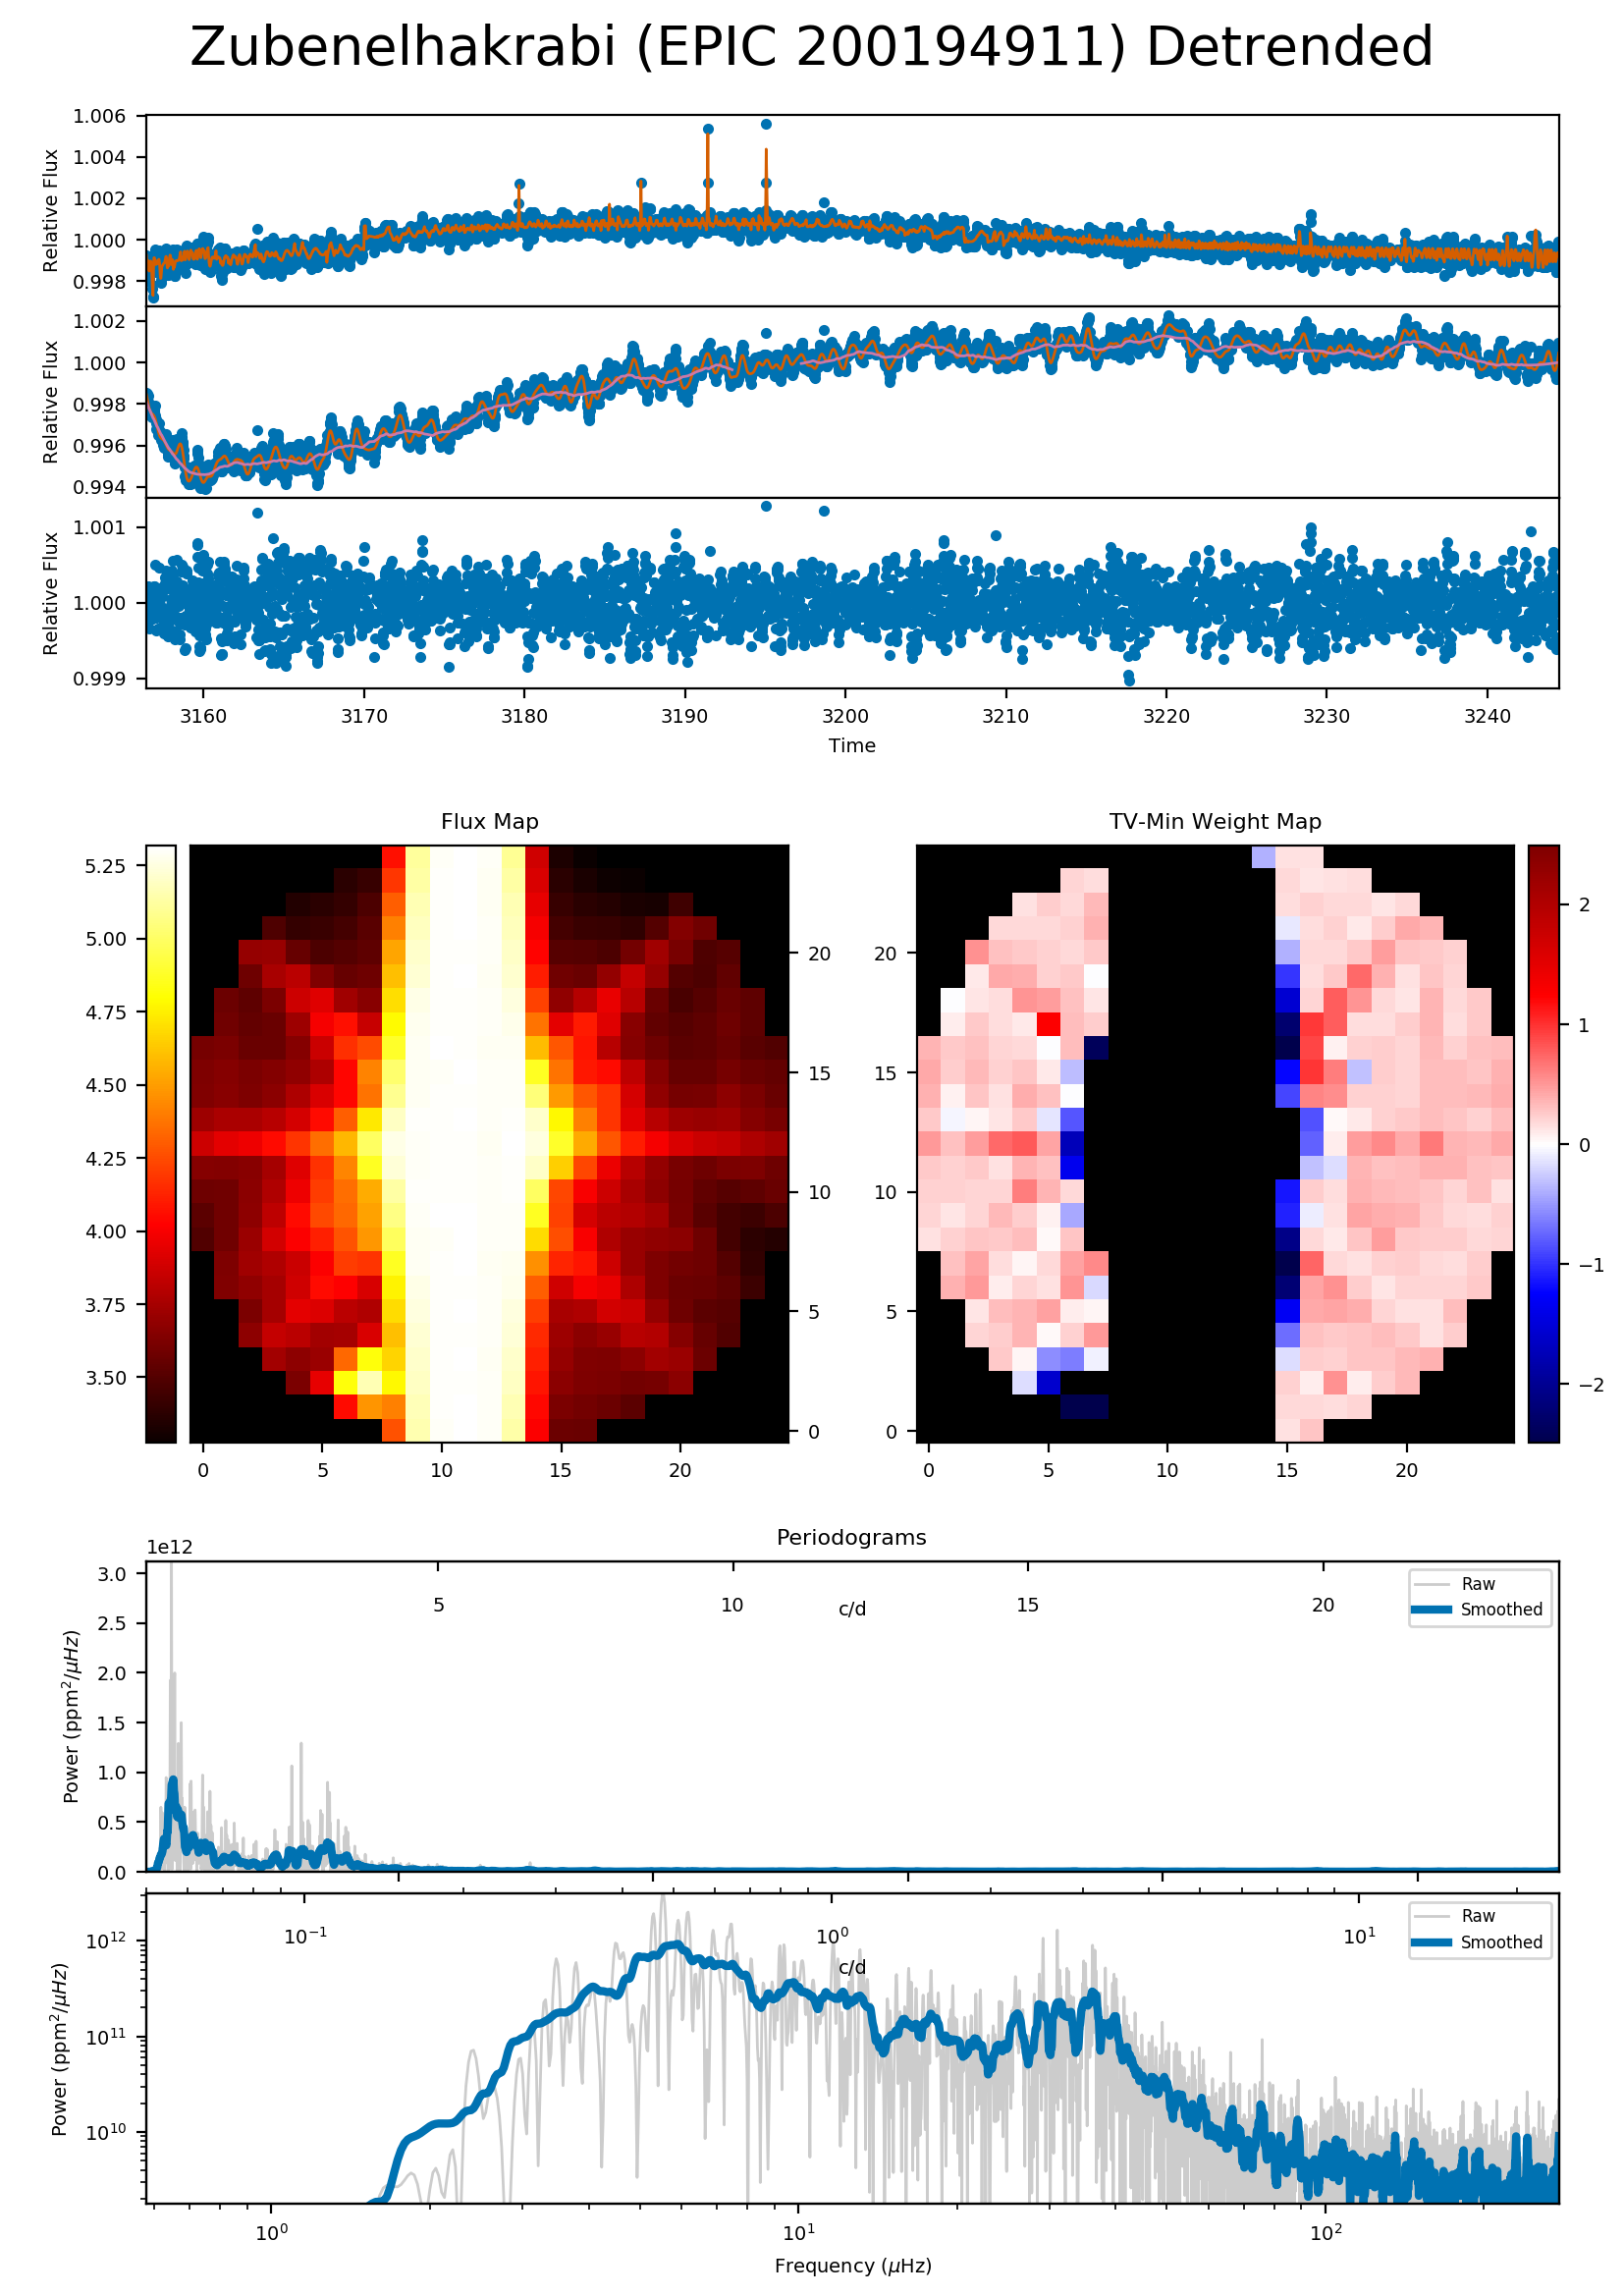 Zubenelhakrabi (EPIC 200194911) Detrended
1.006
1.004
1.002
1.000
0.998
Relative Flux
1.002
1.000
0.998
0.996
0.994
Relative Flux
1.001
1.000
0.999
Relative Flux
3160 3170 3180 3190 3200 3210 3220 3230 3240
Time
Flux Map
TV-Min Weight Map
5.25
5.00
4.75
4.50
4.25
4.00
3.75
3.50
20
15
10
5
0
0 5 10 15 20
20
15
10
5
0
0 5 10 15 20
2
1
0
−1
−2
Periodograms
1e12
3.0
2.5
2.0
1.5
1.0
0.5
0.0
Power (ppm²/μHz)
5 10 15 20
c/d
Raw
Smoothed
10¹²
10¹¹
10¹⁰
Power (ppm²/μHz)
10⁻¹ 10⁰ 10¹
c/d
Raw
Smoothed
10⁰ 10¹ 10²
Frequency (μHz)